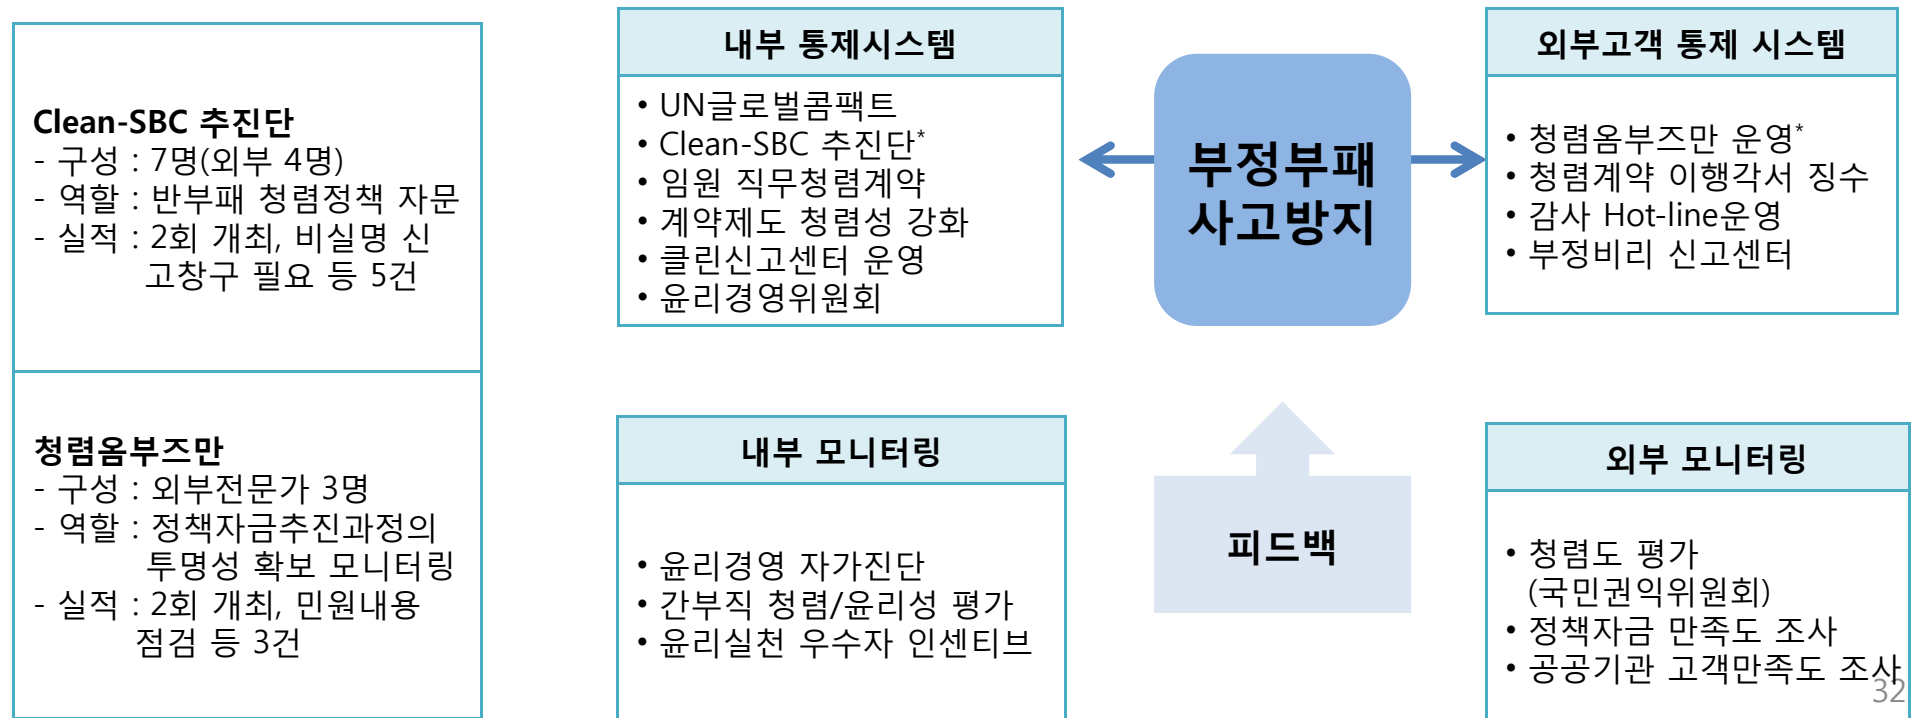 Clean-SBC 추진단
- 구성 : 7명(외부 4명)
- 역할 : 반부패 청렴정책 자문
- 실적 : 2회 개최, 비실명 신
고창구 필요 등 5건
청렴옴부즈만
- 구성 : 외부전문가 3명
- 역할 : 정책자금추진과정의
투명성 확보 모니터링
- 실적 : 2회 개최, 민원내용
점검 등 3건
내부 통제시스템
• UN글로벌콤팩트
• Clean-SBC 추진단*
• 임원 직무청렴계약
• 계약제도 청렴성 강화
• 클린신고센터 운영
• 윤리경영위원회
부정부패
사고방지
외부고객 통제 시스템
• 청렴옴부즈만 운영*
• 청렴계약 이행각서 징수
• 감사 Hot-line운영
• 부정비리 신고센터
내부 모니터링
• 윤리경영 자가진단
• 간부직 청렴/윤리성 평가
• 윤리실천 우수자 인센티브
피드백
외부 모니터링
• 청렴도 평가
(국민권익위원회)
• 정책자금 만족도 조사
• 공공기관 고객만족도 조사
32